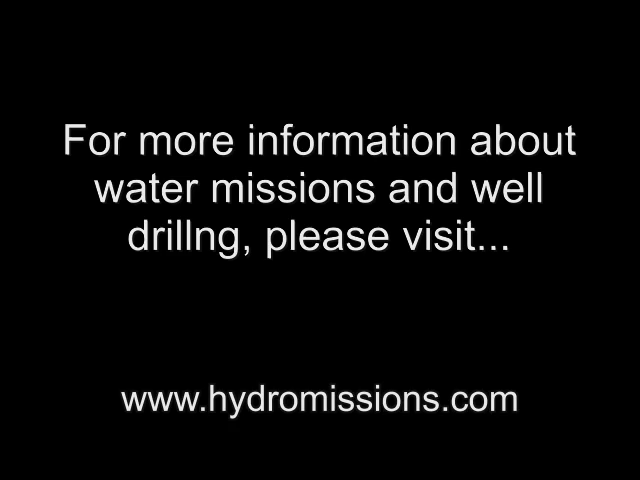 For more information about
water missions and well
drillng, please visit...
www.hydromissions.com